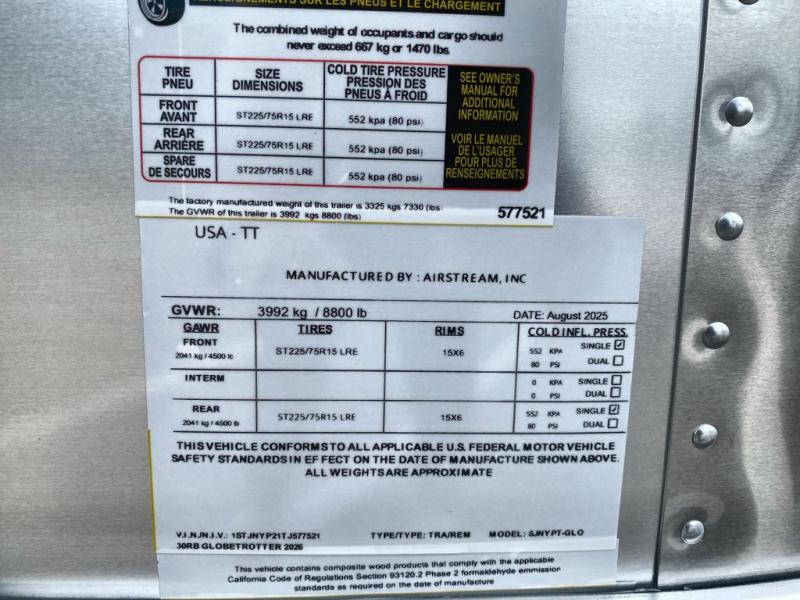 RENSEIGNEMENTS SUR LES PNEUS ET LE CHARGEMENT
The combined weight of occupants and cargo should
never exceed 667 kg or 1470 lbs.
TIRE PNEU SIZE DIMENSIONS COLD TIRE PRESSURE PRESSION DES PNEUS À FROID
FRONT AVANT ST225/75R15 LRE 552 kpa (80 psi)
REAR ARRIÈRE ST225/75R15 LRE 552 kpa (80 psi)
SPARE DE SECOURS ST225/75R15 LRE 552 kpa (80 psi)
SEE OWNER'S
MANUAL FOR
ADDITIONAL
INFORMATION
VOIR LE MANUEL
DE L'USAGER
POUR PLUS DE
RENSEIGNEMENTS
The factory manufactured weight of this trailer is 3325 kgs 7330 (lbs)
The GVWR of this trailer is 3992 kgs 8800 (lbs)
577521
USA - TT
MANUFACTURED BY : AIRSTREAM, INC
GVWR: 3992 kg / 8800 lb DATE: August 2025
GAWR TIRES RIMS COLD INFL. PRESS.
FRONT
2041 kg / 4500 lb ST225/75R15 LRE 15X6 552 KPA SINGLE ☑
80 PSI DUAL ☐
INTERM 0 KPA SINGLE ☐
0 PSI DUAL ☐
REAR
2041 kg / 4500 lb ST225/75R15 LRE 15X6 552 KPA SINGLE ☑
80 PSI DUAL ☐
THIS VEHICLE CONFORMS TO ALL APPLICABLE U.S. FEDERAL MOTOR VEHICLE
SAFETY STANDARDS IN EFFECT ON THE DATE OF MANUFACTURE SHOWN ABOVE.
ALL WEIGHTS ARE APPROXIMATE
V.I.N./N.I.V.: 1STJNYP21TJ577521 TYPE/TYPE: TRA/REM MODEL: SJNYPT-GLO
30RB GLOBETROTTER 2026
This vehicle contains composite wood products that comply with the applicable
California Code of Regulations Section 93120.2 Phase 2 formaldehyde emmission
standards as required on the date of manufacture